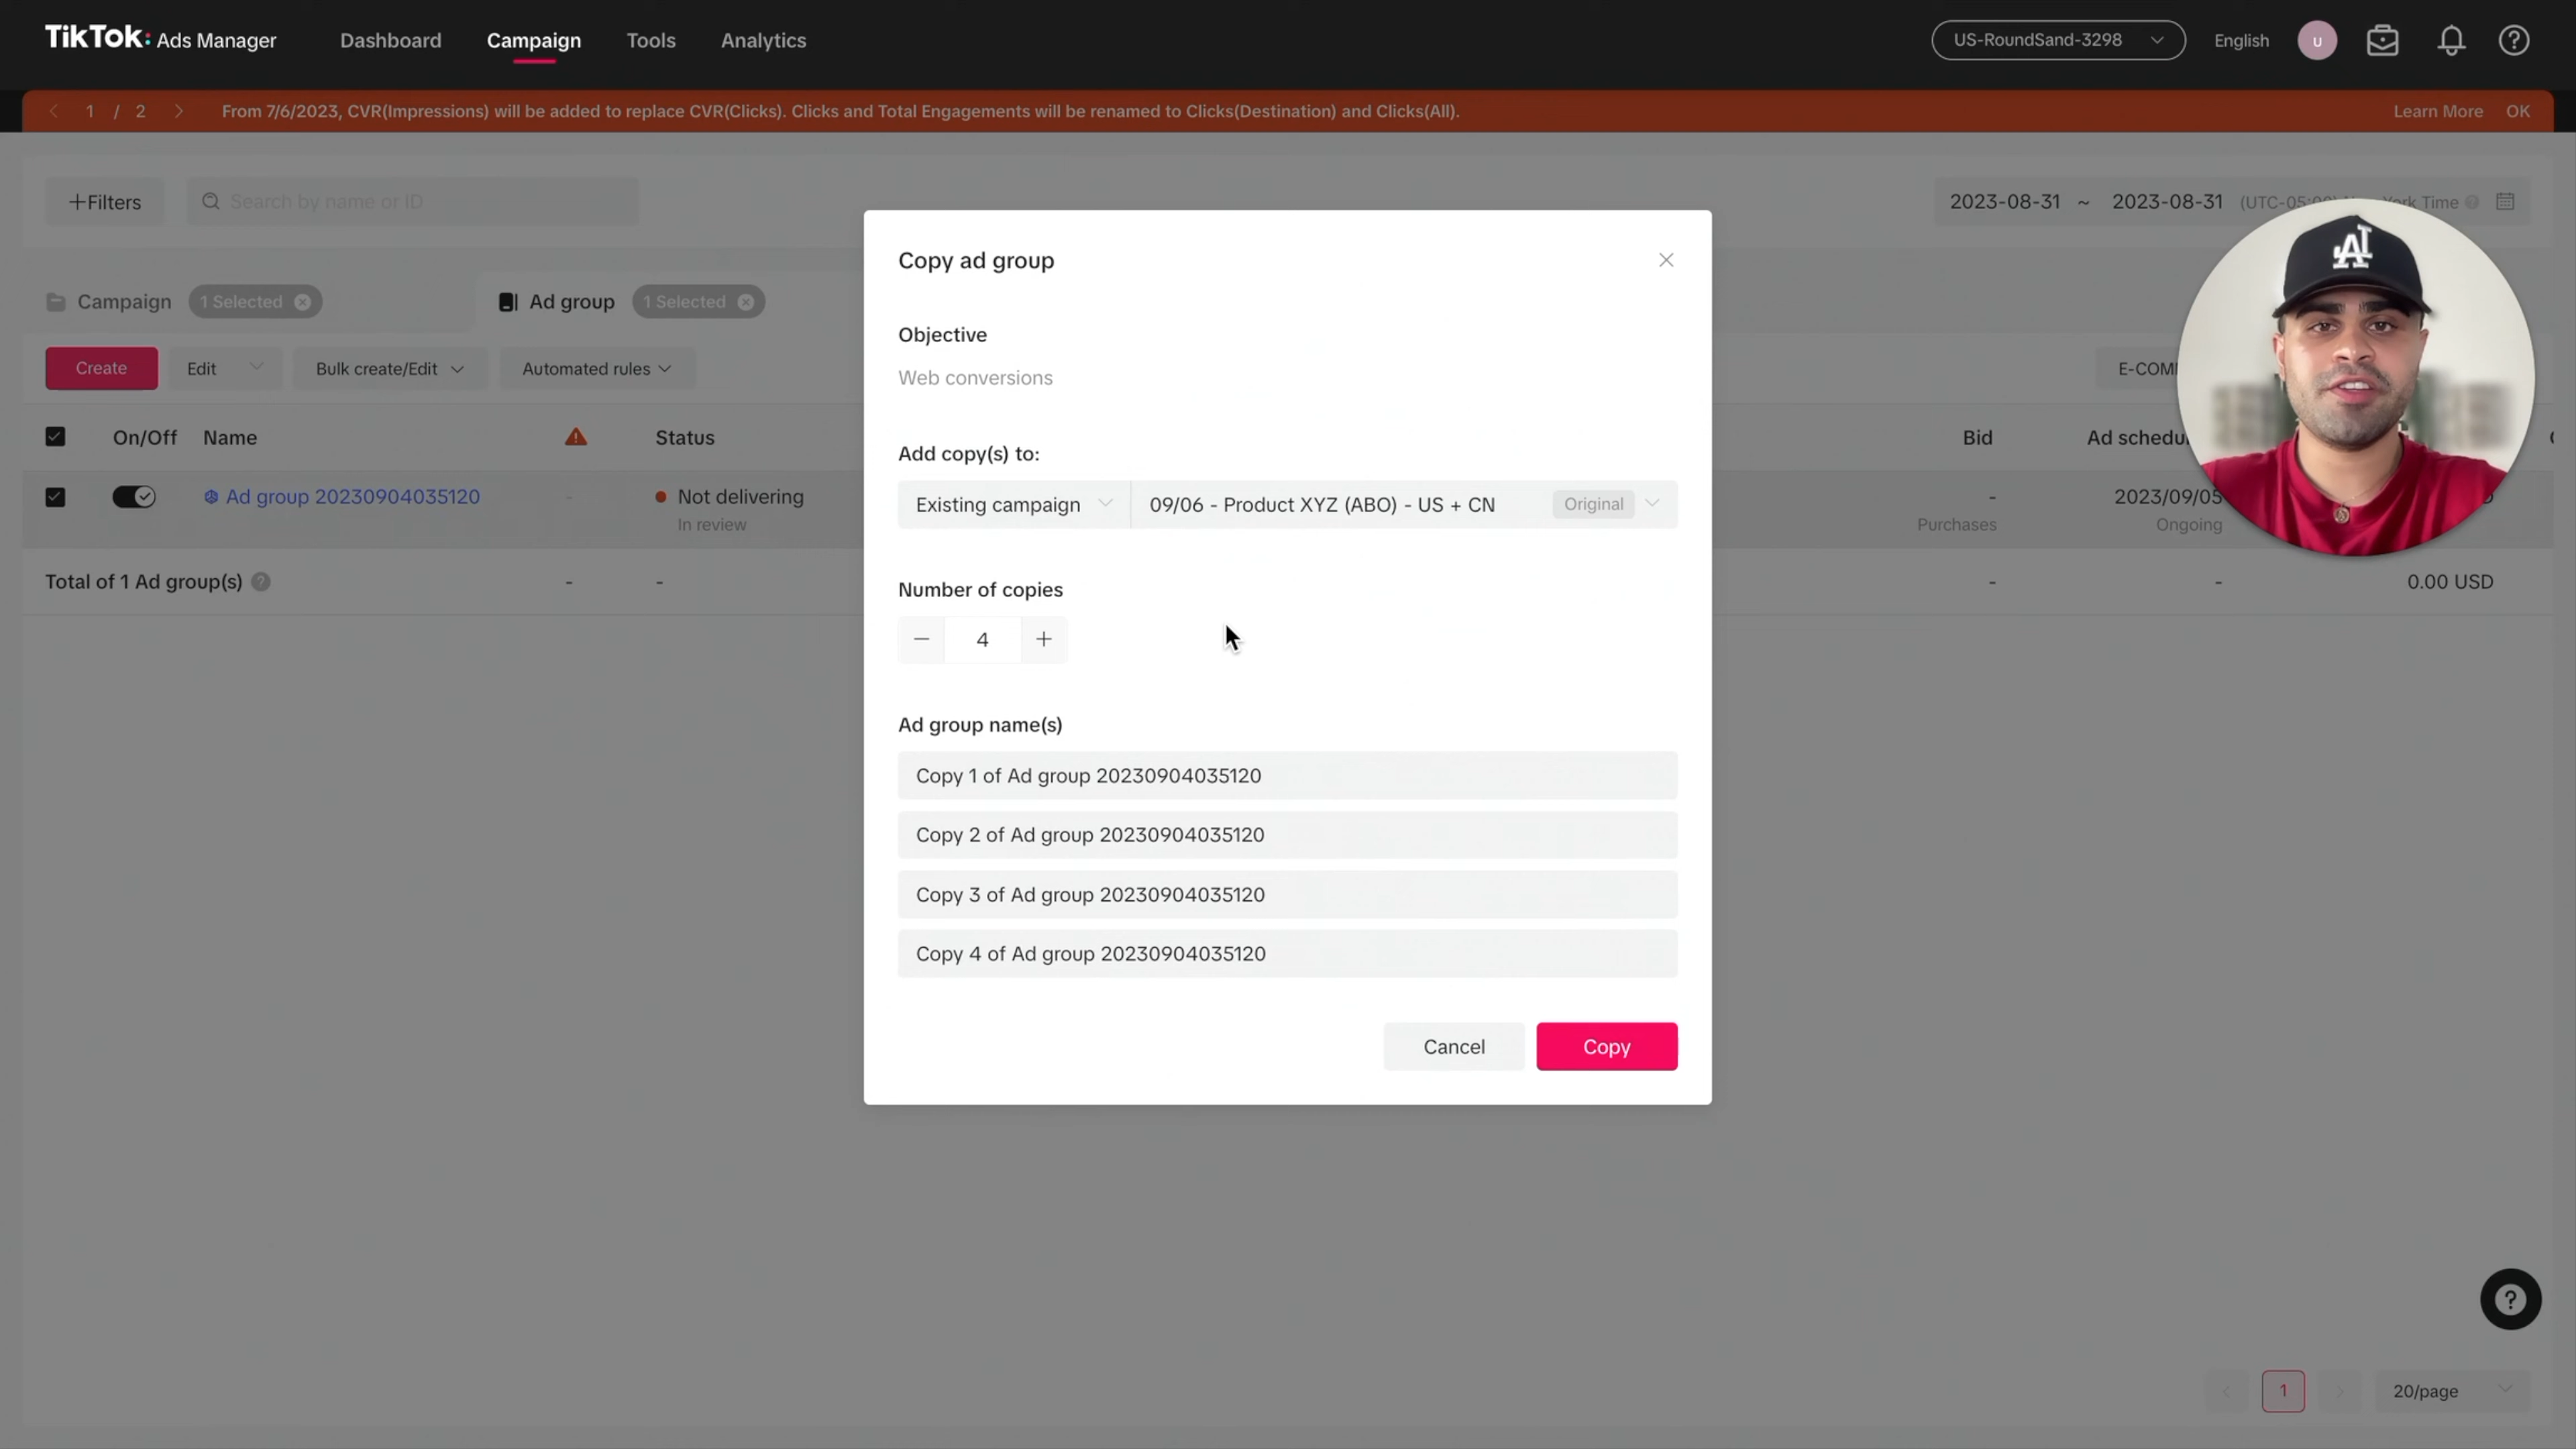 TikTok: Ads Manager
Dashboard
Campaign
Tools
Analytics
US-RoundSand-3298
English
U
1 / 2
From 7/6/2023, CVR(Impressions) will be added to replace CVR(Clicks). Clicks and Total Engagements will be renamed to Clicks(Destination) and Clicks(All).
Learn More
OK
+Filters
Search by name or ID
2023-08-31 ~ 2023-08-31
Time
Campaign
1 Selected
Ad group
1 Selected
Create
Edit
Bulk create/Edit
Automated rules
On/Off
Name
Status
Bid
Ad group 20230904035120
-
Not delivering
In review
-
Purchases
2023/09/05
Ongoing
Total of 1 Ad group(s)
-
-
-
-
0.00 USD
Copy ad group
Objective
Web conversions
Add copy(s) to:
Existing campaign
09/06 - Product XYZ (ABO) - US + CN
Original
Number of copies
4
Ad group name(s)
Copy 1 of Ad group 20230904035120
Copy 2 of Ad group 20230904035120
Copy 3 of Ad group 20230904035120
Copy 4 of Ad group 20230904035120
Cancel
Copy
1
20/page